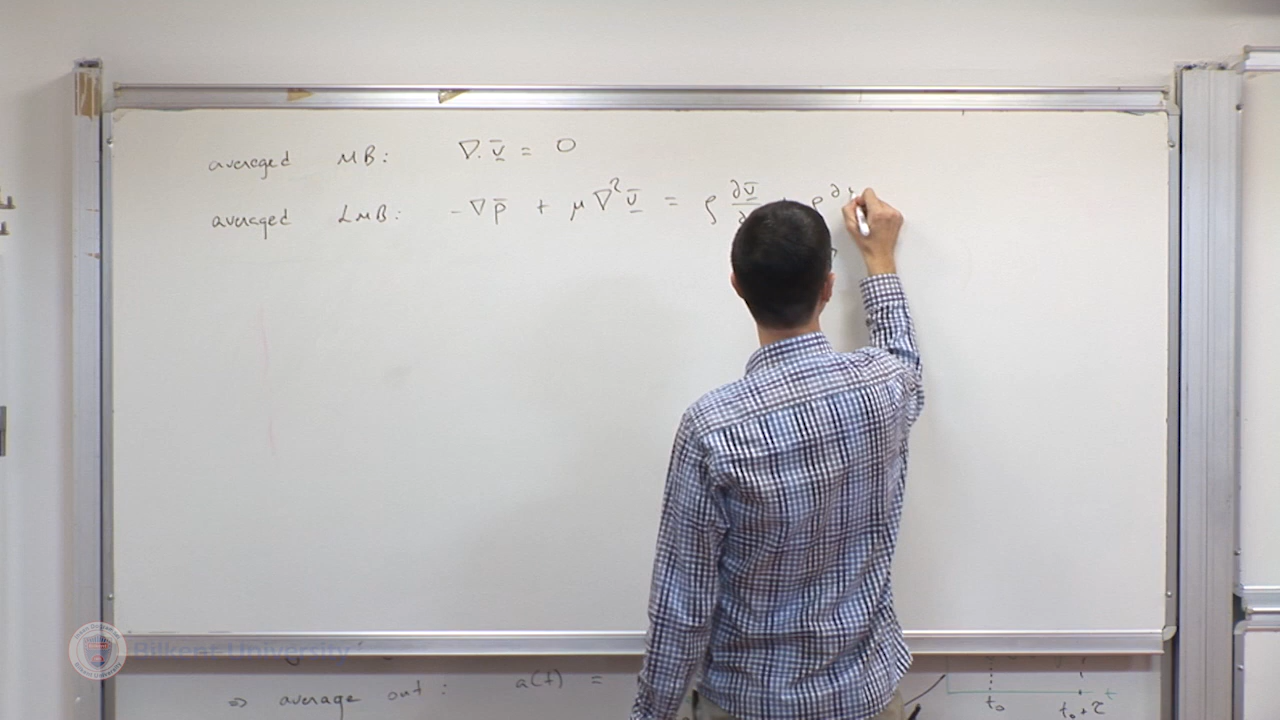 averaged MB: ∇·v̲̅ = 0
averaged LMB: -∇p̅ + μ∇²v̲̅ = ρ ∂v̲̅ ρ ∂
Bilkent University
⇒ average out : a(t) =
t₀ t₀+τ t